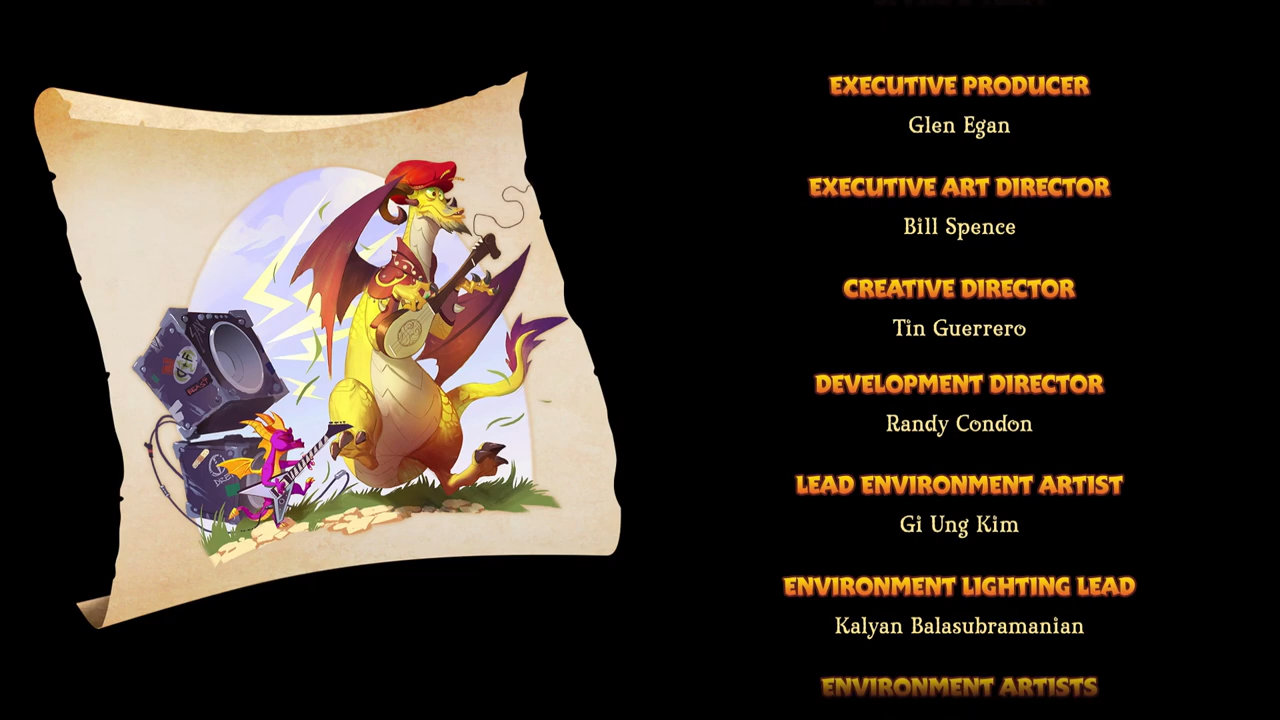 EXECUTIVE PRODUCER
Glen Egan
EXECUTIVE ART DIRECTOR
Bill Spence
CREATIVE DIRECTOR
Tin Guerrero
DEVELOPMENT DIRECTOR
Randy Condon
LEAD ENVIRONMENT ARTIST
Gi Ung Kim
ENVIRONMENT LIGHTING LEAD
Kalyan Balasubramanian
ENVIRONMENT ARTISTS